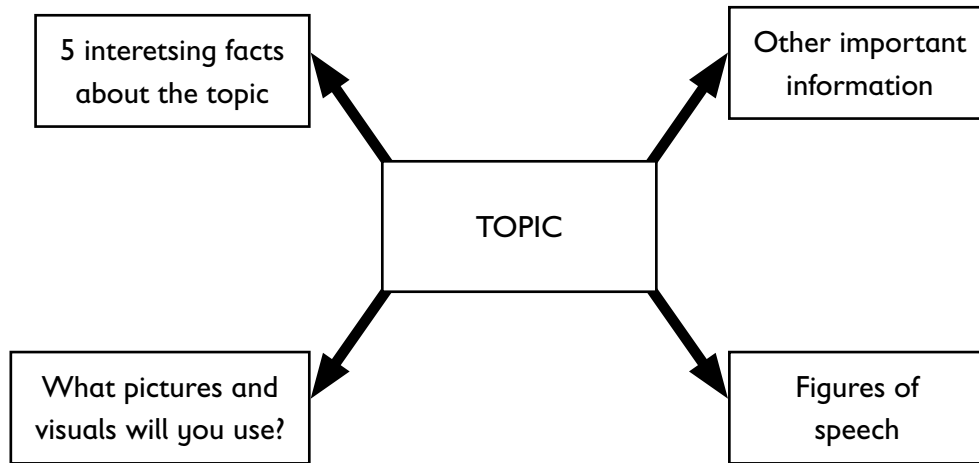 5 interetsing facts
about the topic
Other important
information
TOPIC
What pictures and
visuals will you use?
Figures of
speech